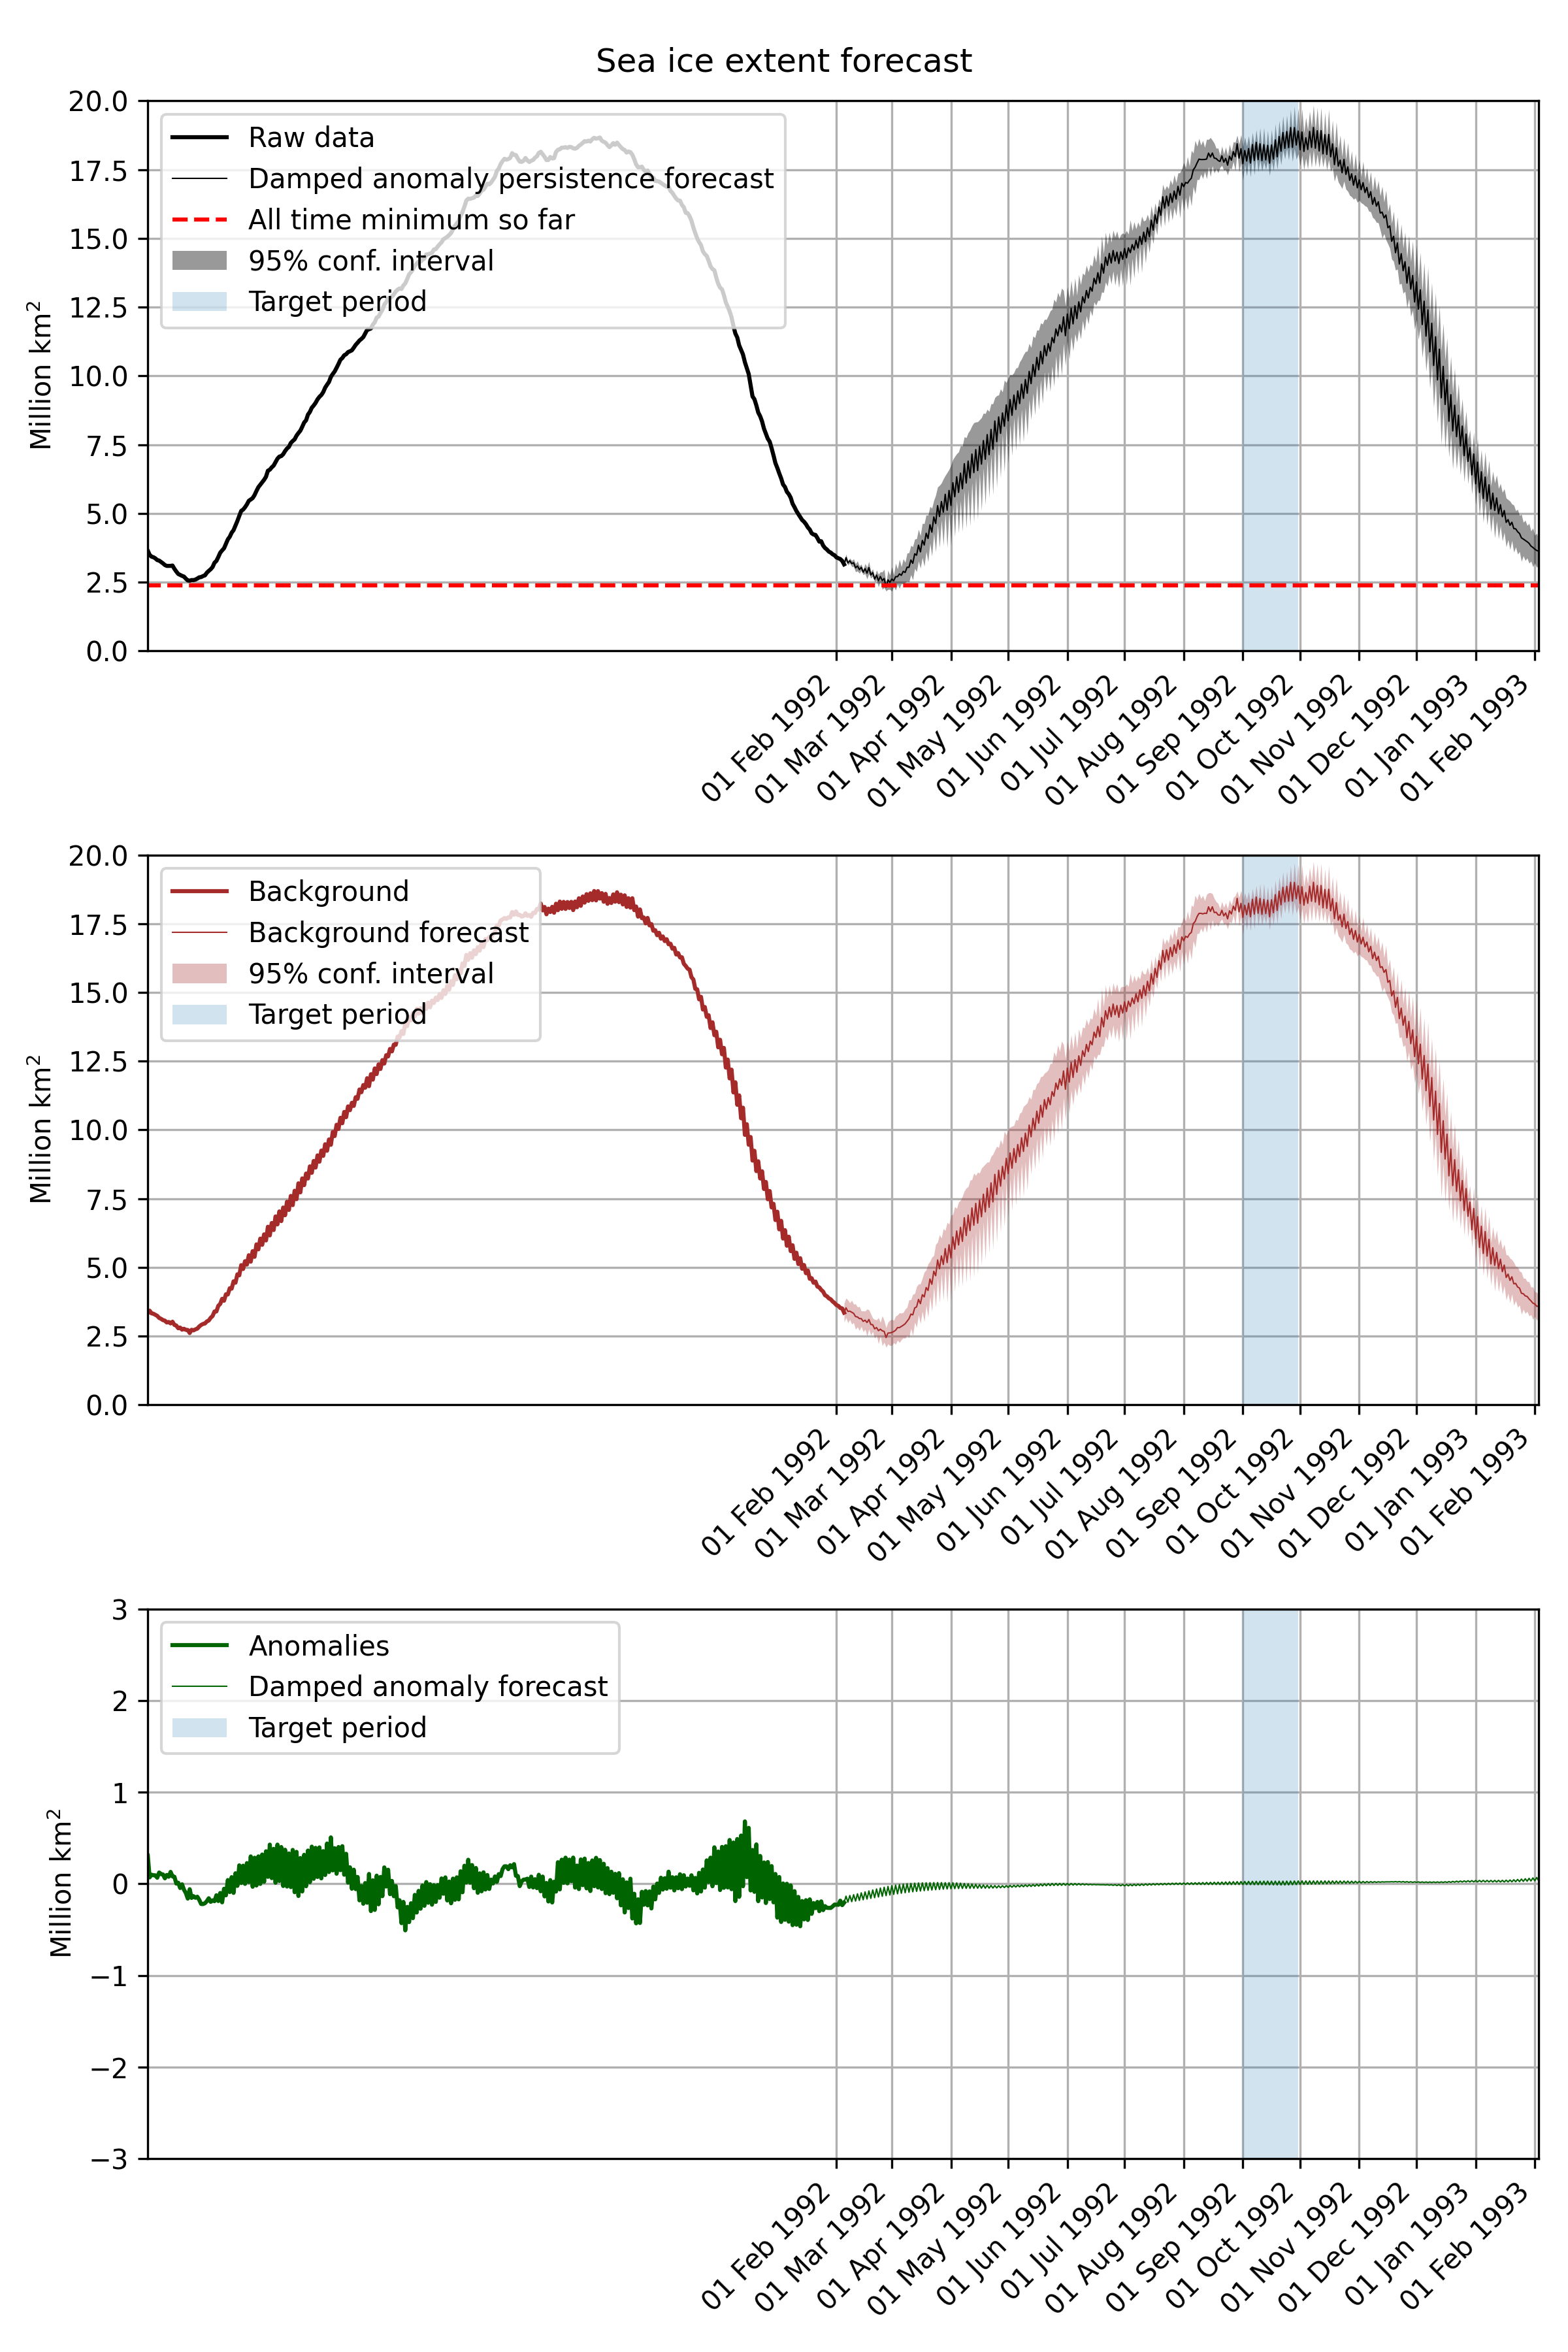 Sea ice extent forecast
20.0
17.5
15.0
12.5
10.0
7.5
5.0
2.5
0.0
Million km²
Raw data
Damped anomaly persistence forecast
All time minimum so far
95% conf. interval
Target period
01 Feb 1992
01 Mar 1992
01 Apr 1992
01 May 1992
01 Jun 1992
01 Jul 1992
01 Aug 1992
01 Sep 1992
01 Oct 1992
01 Nov 1992
01 Dec 1992
01 Jan 1993
01 Feb 1993
20.0
17.5
15.0
12.5
10.0
7.5
5.0
2.5
0.0
Million km²
Background
Background forecast
95% conf. interval
Target period
01 Feb 1992
01 Mar 1992
01 Apr 1992
01 May 1992
01 Jun 1992
01 Jul 1992
01 Aug 1992
01 Sep 1992
01 Oct 1992
01 Nov 1992
01 Dec 1992
01 Jan 1993
01 Feb 1993
3
2
1
0
−1
−2
−3
Million km²
Anomalies
Damped anomaly forecast
Target period
01 Feb 1992
01 Mar 1992
01 Apr 1992
01 May 1992
01 Jun 1992
01 Jul 1992
01 Aug 1992
01 Sep 1992
01 Oct 1992
01 Nov 1992
01 Dec 1992
01 Jan 1993
01 Feb 1993